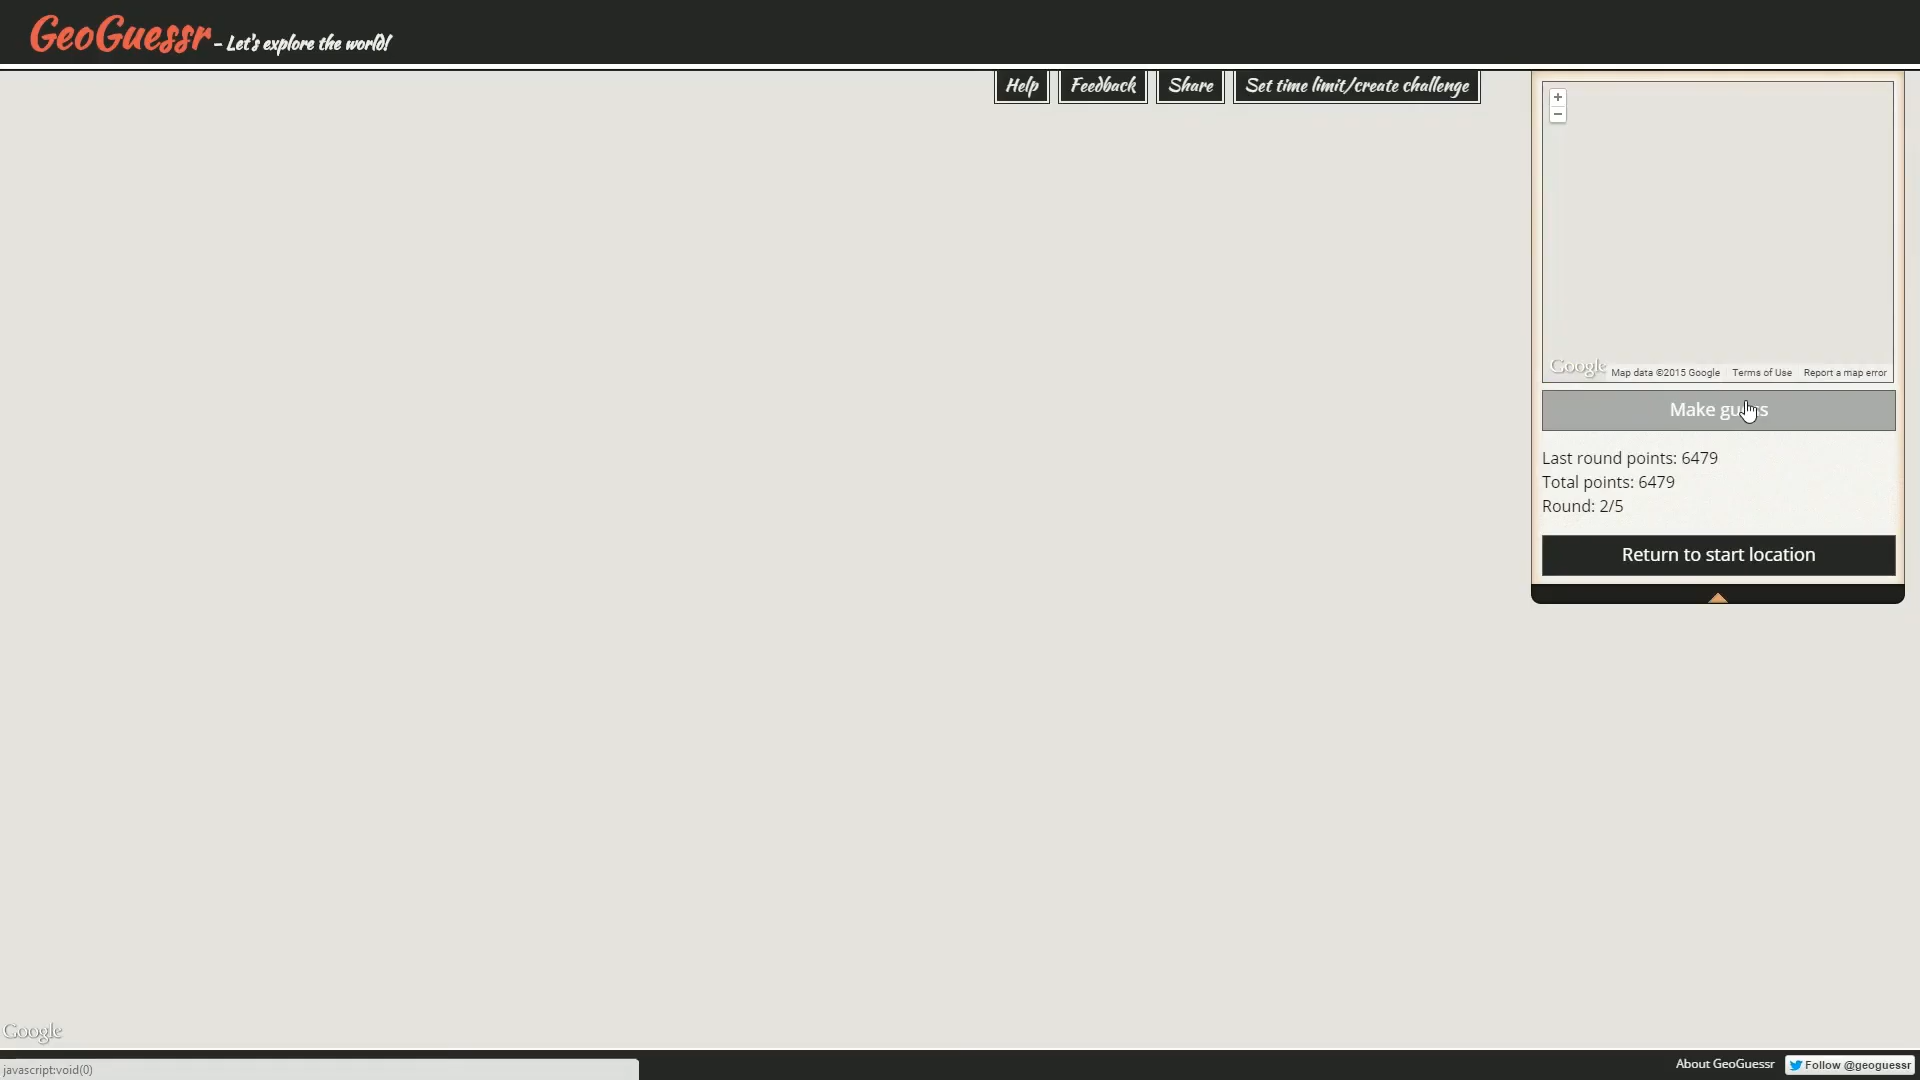 GeoGuessr - Let's explore the world!
Help
Feedback
Share
Set time limit/create challenge
+
−
Google
Map data ©2015 Google
Terms of Use
Report a map error
Make guess
Last round points: 6479
Total points: 6479
Round: 2/5
Return to start location
Google
javascript:void(0)
About GeoGuessr
Follow @geoguessr